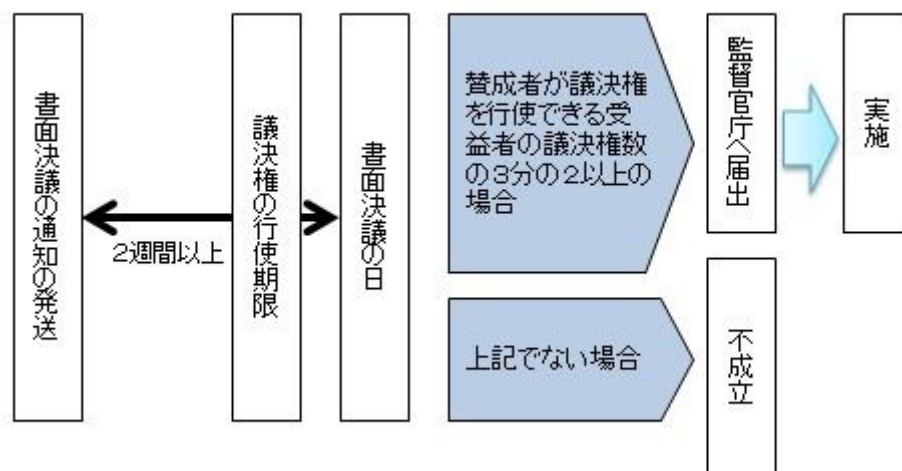 書面決議の通知の発送
2週間以上
議決権の行使期限
書面決議の日
賛成者が議決権
を行使できる受
益者の議決権数
の3分の2以上の
場合
監督官庁へ届出
実施
上記でない場合
不成立